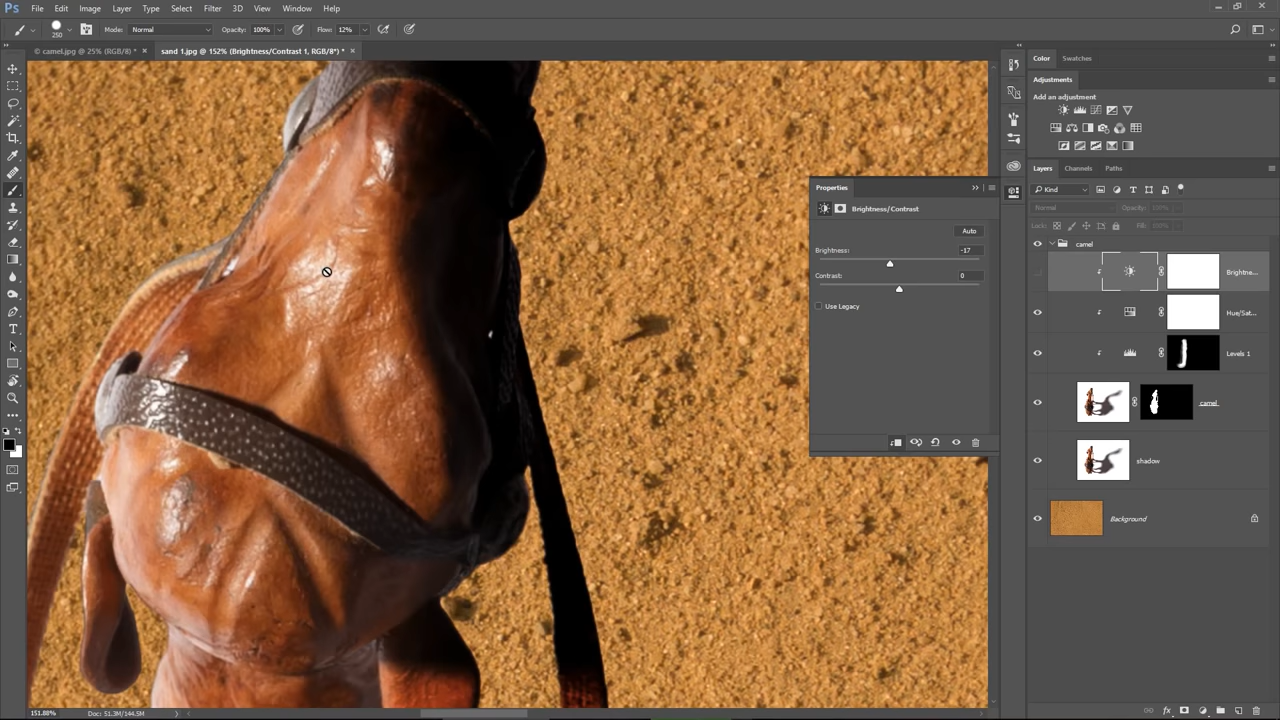 Ps File Edit Image Layer Type Select Filter 3D View Window Help
250 Mode: Normal Opacity: 100% Flow: 12%
© camel.jpg @ 25% (RGB/8) * × sand 1.jpg @ 152% (Brightness/Contrast 1, RGB/8*) * ×
Color Swatches
Adjustments
Add an adjustment
Layers Channels Paths
Kind
Normal Opacity: 100%
Lock: Fill: 100%
camel
Brightne...
Hue/Sat...
Levels 1
camel
shadow
Background
Properties
Brightness/Contrast
Auto
Brightness: -17
Contrast: 0
Use Legacy
151.88% Doc: 51.3M/144.5M